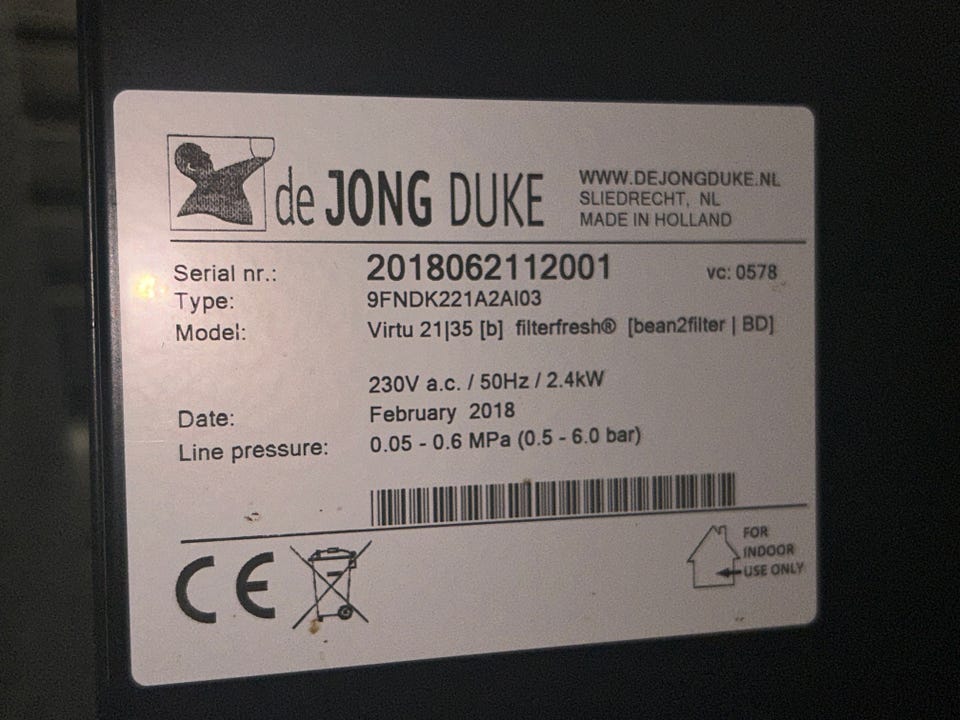 de JONG DUKE
WWW.DEJONGDUKE.NL
SLIEDRECHT, NL
MADE IN HOLLAND
Serial nr.: 2018062112001 vc: 0578
Type: 9FNDK221A2AI03
Model: Virtu 21|35 [b] filterfresh® [bean2filter | BD]
230V a.c. / 50Hz / 2.4kW
Date: February 2018
Line pressure: 0.05 - 0.6 MPa (0.5 - 6.0 bar)
CE
FOR
INDOOR
USE ONLY